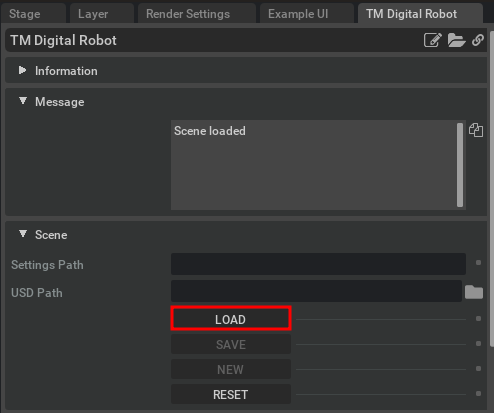 Stage Layer Render Settings Example UI TM Digital Robot
TM Digital Robot
Information
Message
Scene loaded
Scene
Settings Path
USD Path
LOAD
SAVE
NEW
RESET